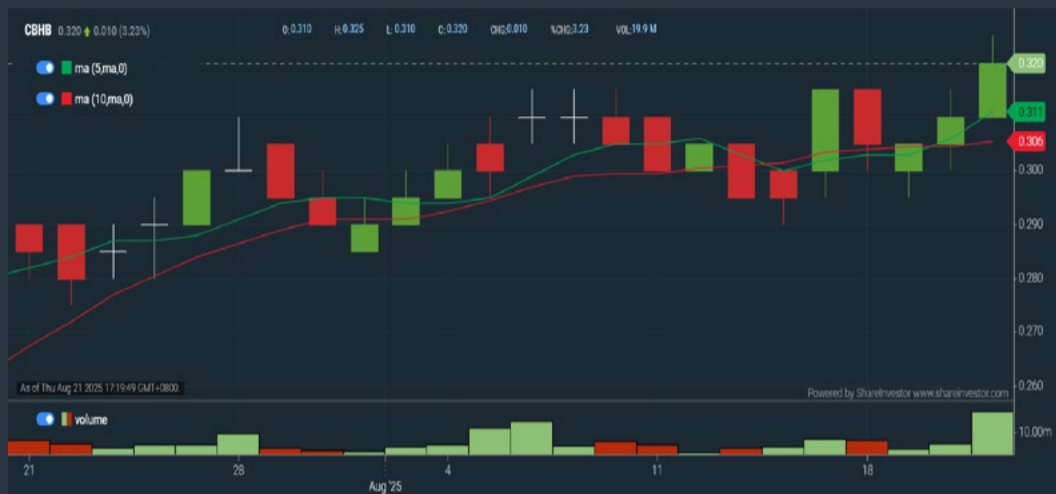 CBHB 0.320 0.010 (3.23%) O:0.310 H:0.325 L:0.310 C:0.320 CHG:0.010 %CHG:3.23 VOL:19.9 M
ma (5,ma,0)
ma (10,ma,0)
0.320
0.311
0.306
0.300
0.290
0.280
0.270
0.260
As of Thu Aug 21 2025 17:19:49 GMT+0800.
Powered by ShareInvestor www.shareinvestor.com
volume
10.00m
21 28 4 11 18
Aug '25